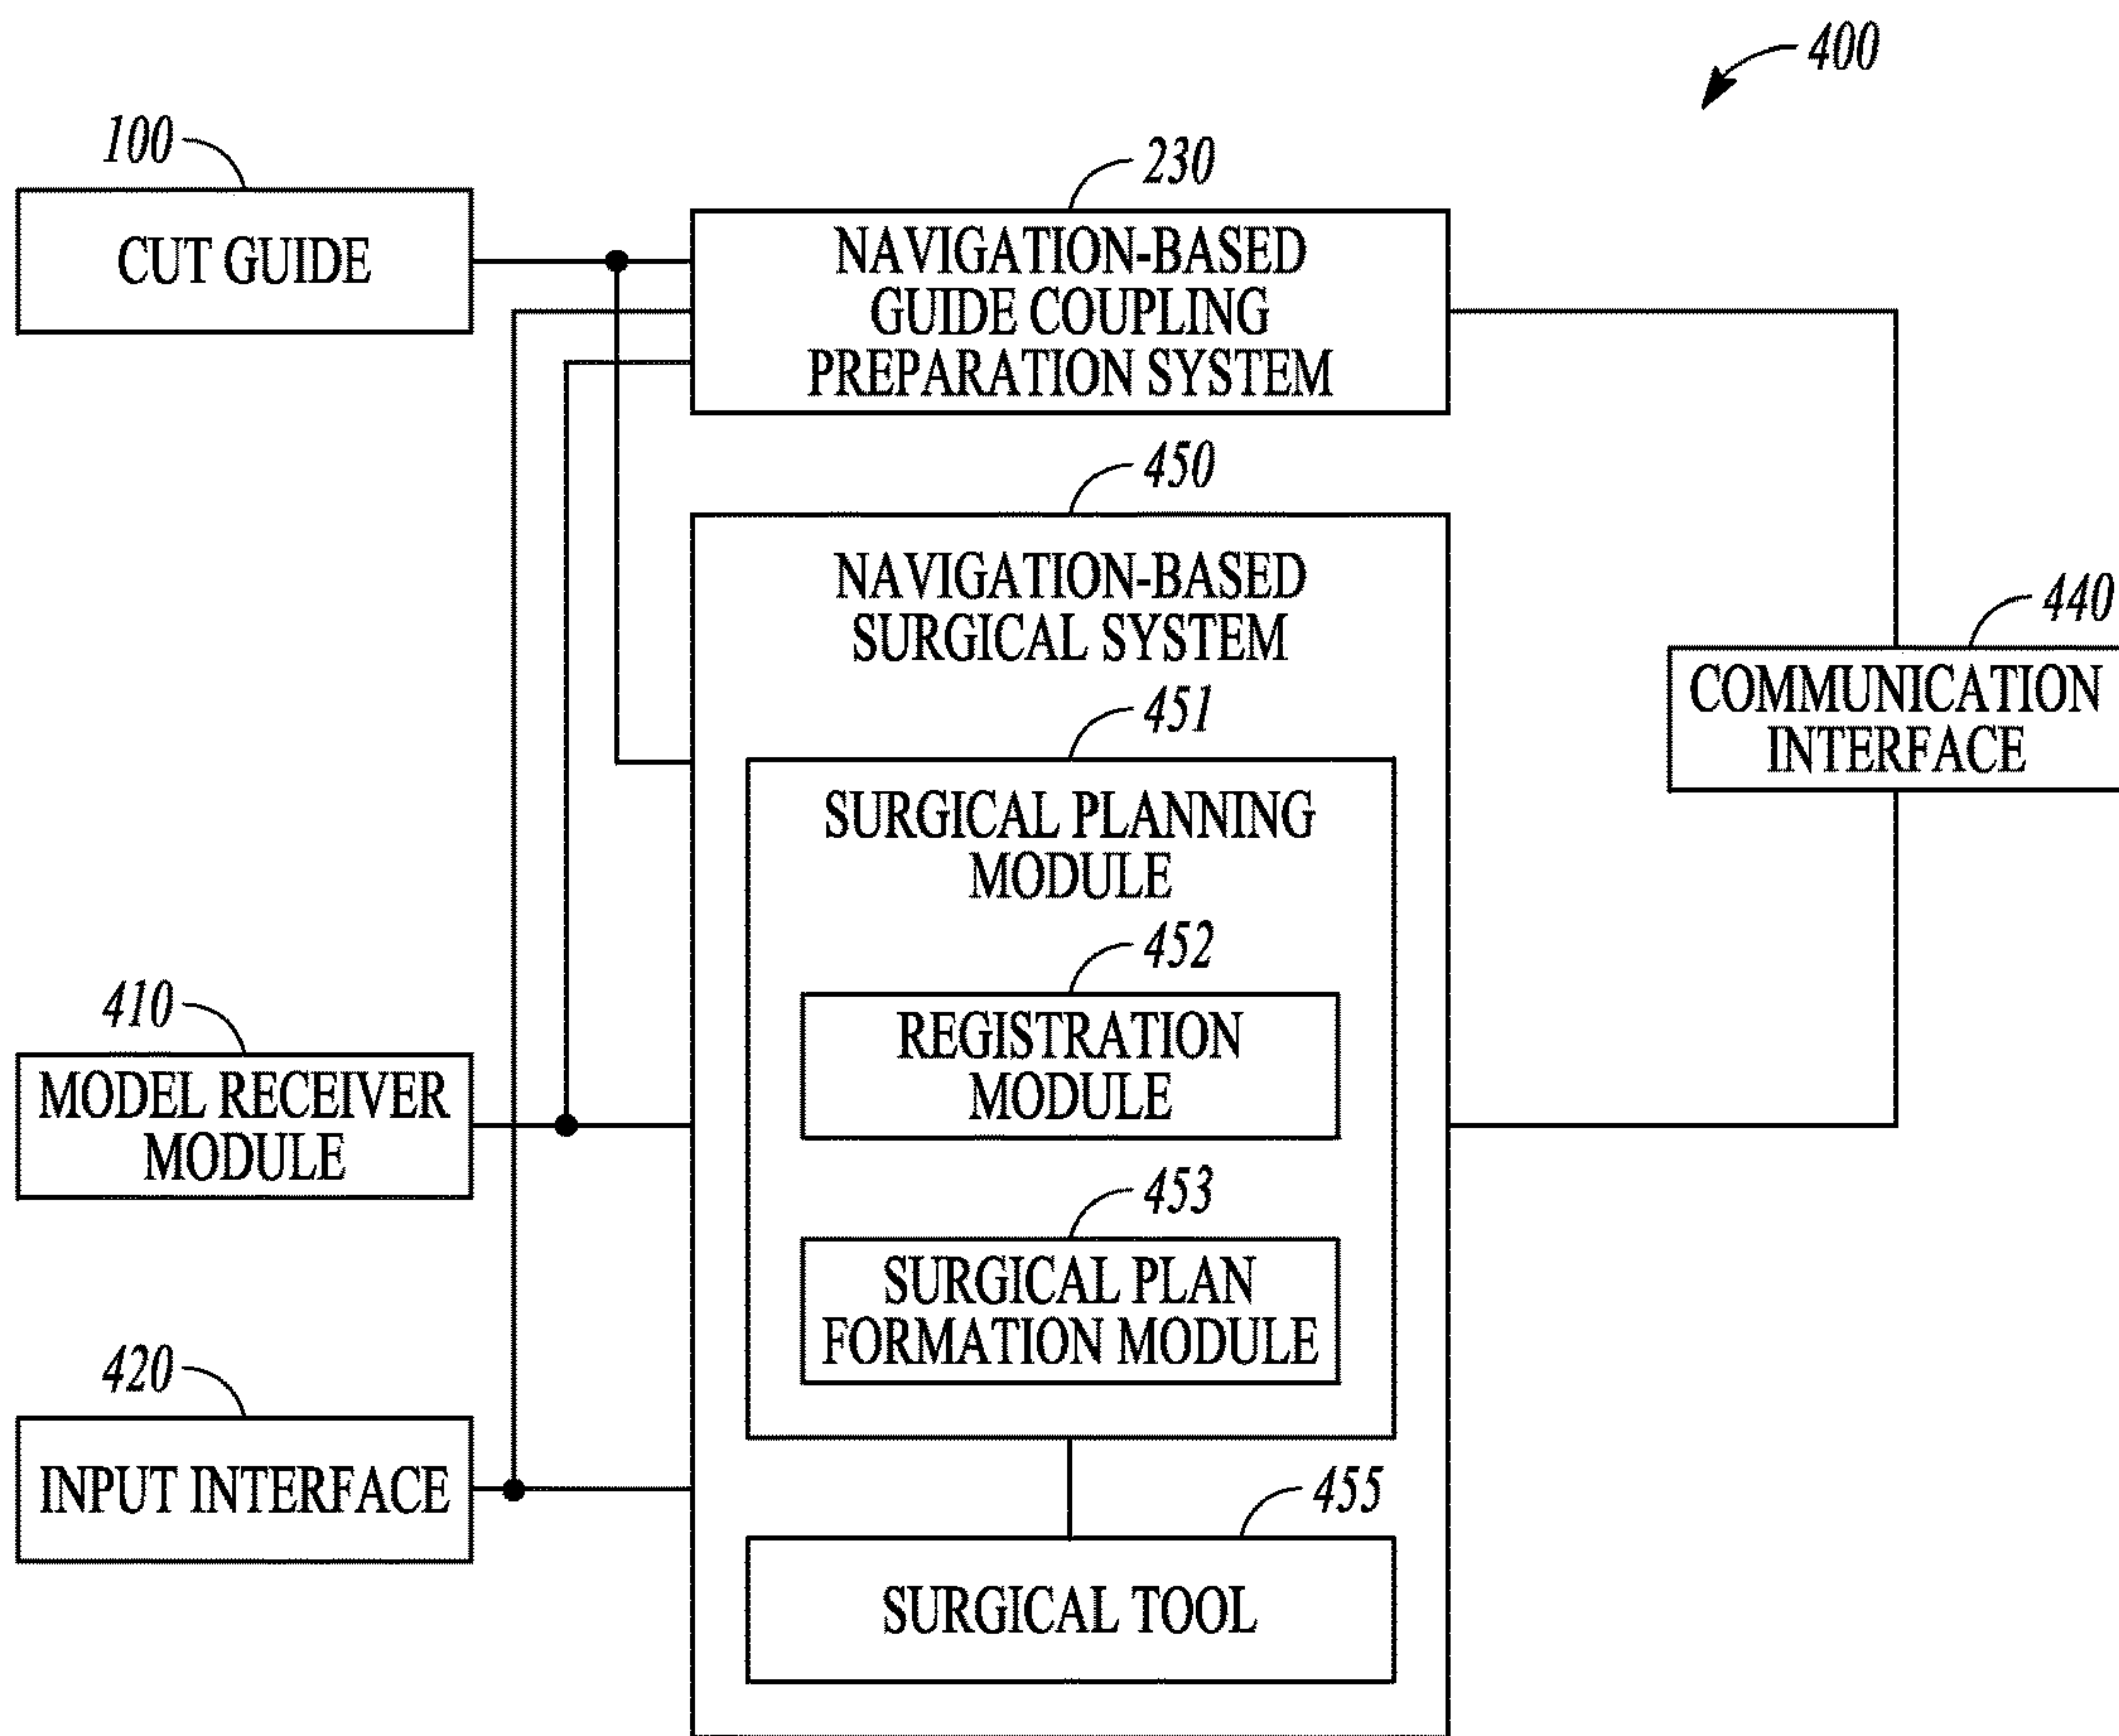 400
100
CUT GUIDE
230
NAVIGATION-BASED
GUIDE COUPLING
PREPARATION SYSTEM
450
NAVIGATION-BASED
SURGICAL SYSTEM
440
COMMUNICATION
INTERFACE
451
SURGICAL PLANNING
MODULE
452
REGISTRATION
MODULE
410
MODEL RECEIVER
MODULE
453
SURGICAL PLAN
FORMATION MODULE
420
INPUT INTERFACE
455
SURGICAL TOOL